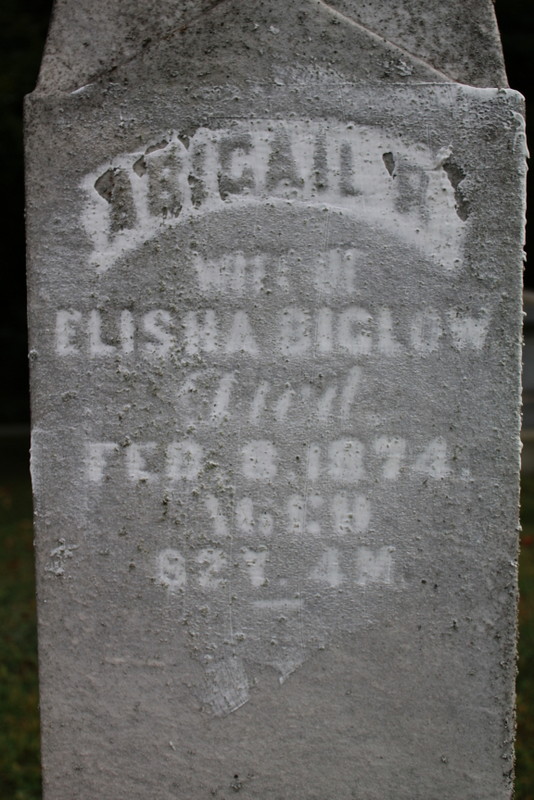 ABIGAIL R
WIFE OF
ELISHA BIGLOW
Died
FEB. 8, 1874.
AGED
82 Y. 4 M.